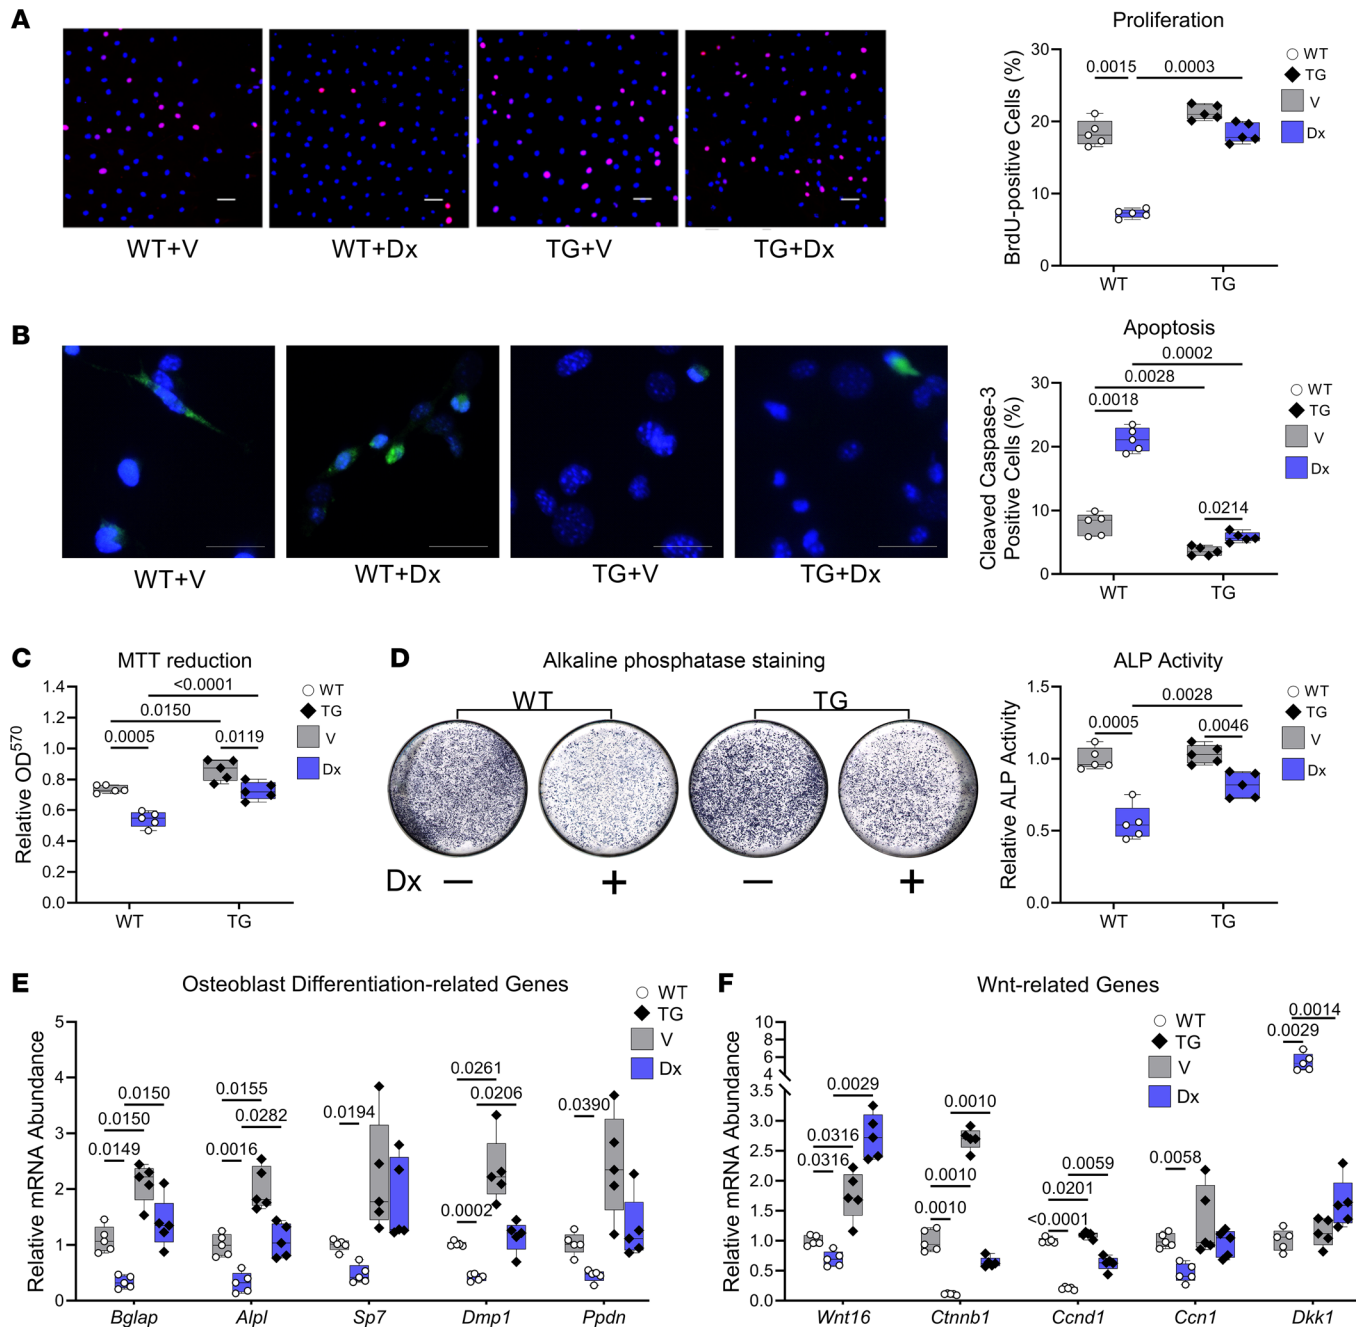 A
WT+V
WT+Dx
TG+V
TG+Dx
Proliferation
BrdU-positive Cells (%)
30
20
10
0
0.0015
0.0003
WT
TG
WT
TG
V
Dx
B
WT+V
WT+Dx
TG+V
TG+Dx
Apoptosis
Cleaved Caspase-3
Positive Cells (%)
30
20
10
0
0.0002
0.0028
0.0018
0.0214
WT
TG
WT
TG
V
Dx
C
MTT reduction
Relative OD570
1.4
1.2
1.0
0.8
0.6
0.4
0.2
0.0
<0.0001
0.0150
0.0005
0.0119
WT
TG
WT
TG
V
Dx
D
Alkaline phosphatase staining
WT
TG
Dx — + — +
ALP Activity
Relative ALP Activity
1.5
1.0
0.5
0.0
0.0028
0.0005
0.0046
WT
TG
WT
TG
V
Dx
E
Osteoblast Differentiation-related Genes
Relative mRNA Abundance
5
4
3
2
1
0
0.0150
0.0150
0.0149
0.0155
0.0282
0.0016
0.0194
0.0261
0.0206
0.0002
0.0390
Bglap
Alpl
Sp7
Dmp1
Ppdn
WT
TG
V
Dx
F
Wnt-related Genes
Relative mRNA Abundance
10
8
6
4
3.5
3.0
2.5
2.0
1.5
1.0
0.5
0.0
0.0029
0.0316
0.0316
0.0010
0.0010
0.0010
0.0059
0.0201
<0.0001
0.0058
0.0014
0.0029
Wnt16
Ctnnb1
Ccnd1
Ccn1
Dkk1
WT
TG
V
Dx